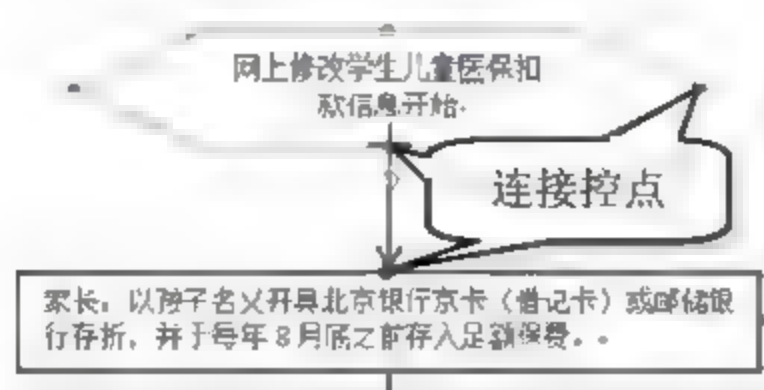 网上修改学生儿童医保扣
款信息开始.
连接控点
家长：以孩子名义开具北京银行京卡（借记卡）或邮储银
行存折，并于每年8月底之前存入足额保费。